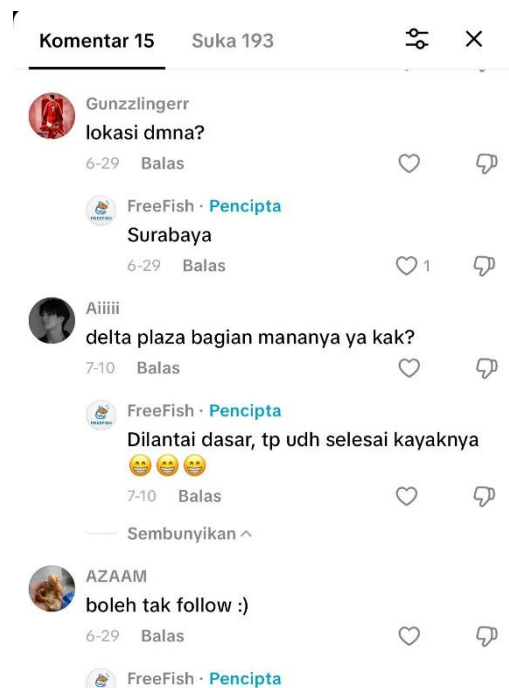 Komentar 15 Suka 193
Gunzzlingerr
lokasi dmna?
6-29 Balas
FreeFish · Pencipta
Surabaya
6-29 Balas 1
Aiiiii
delta plaza bagian mananya ya kak?
7-10 Balas
FreeFish · Pencipta
Dilantai dasar, tp udh selesai kayaknya
😁😁😁
7-10 Balas
Sembunyikan
AZAAM
boleh tak follow :)
6-29 Balas
FreeFish · Pencipta